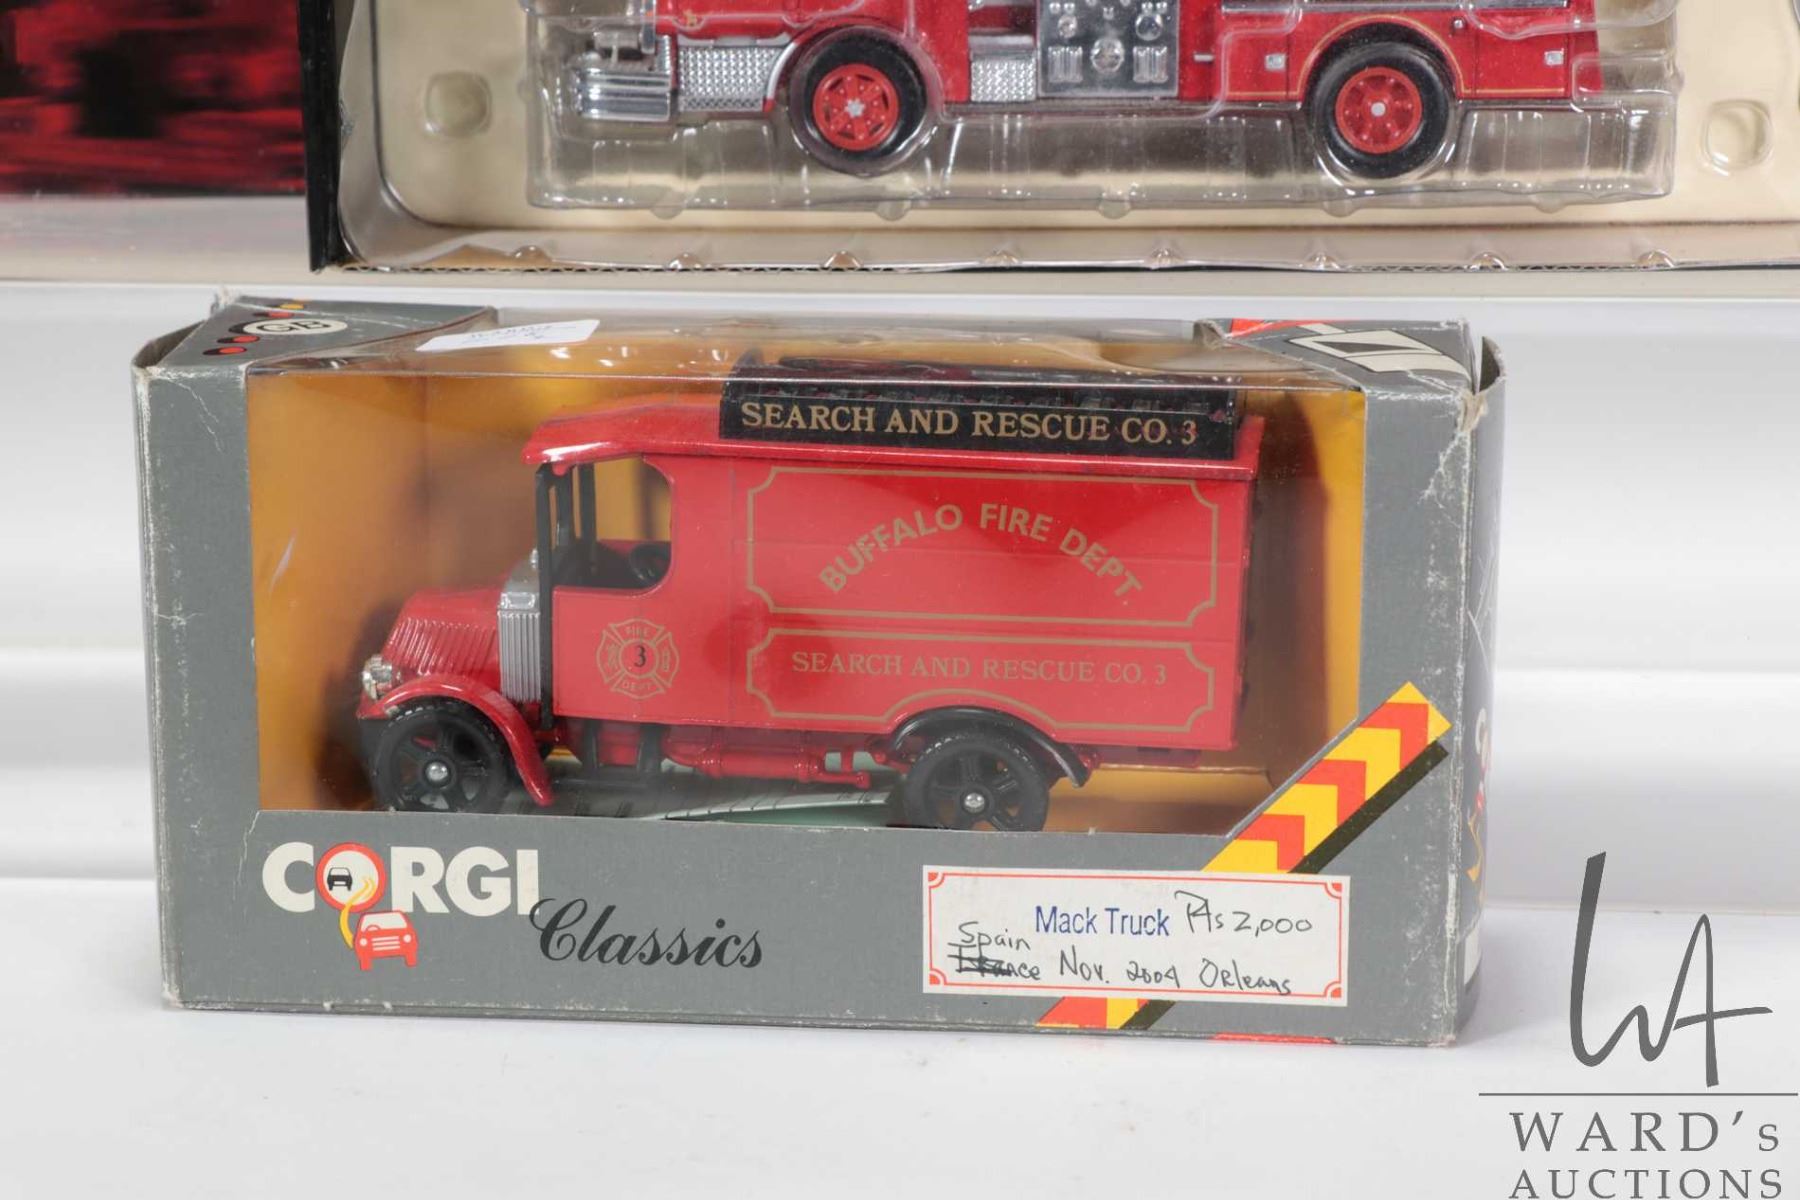 SEARCH AND RESCUE CO. 3
BUFFALO FIRE DEPT
SEARCH AND RESCUE CO. 3
FIRE
3
DEPT
CORGI
Classics
Mack Truck Pts 2,000
Spain
France Nov. 2004 Orleans
WA
WARD's
AUCTIONS